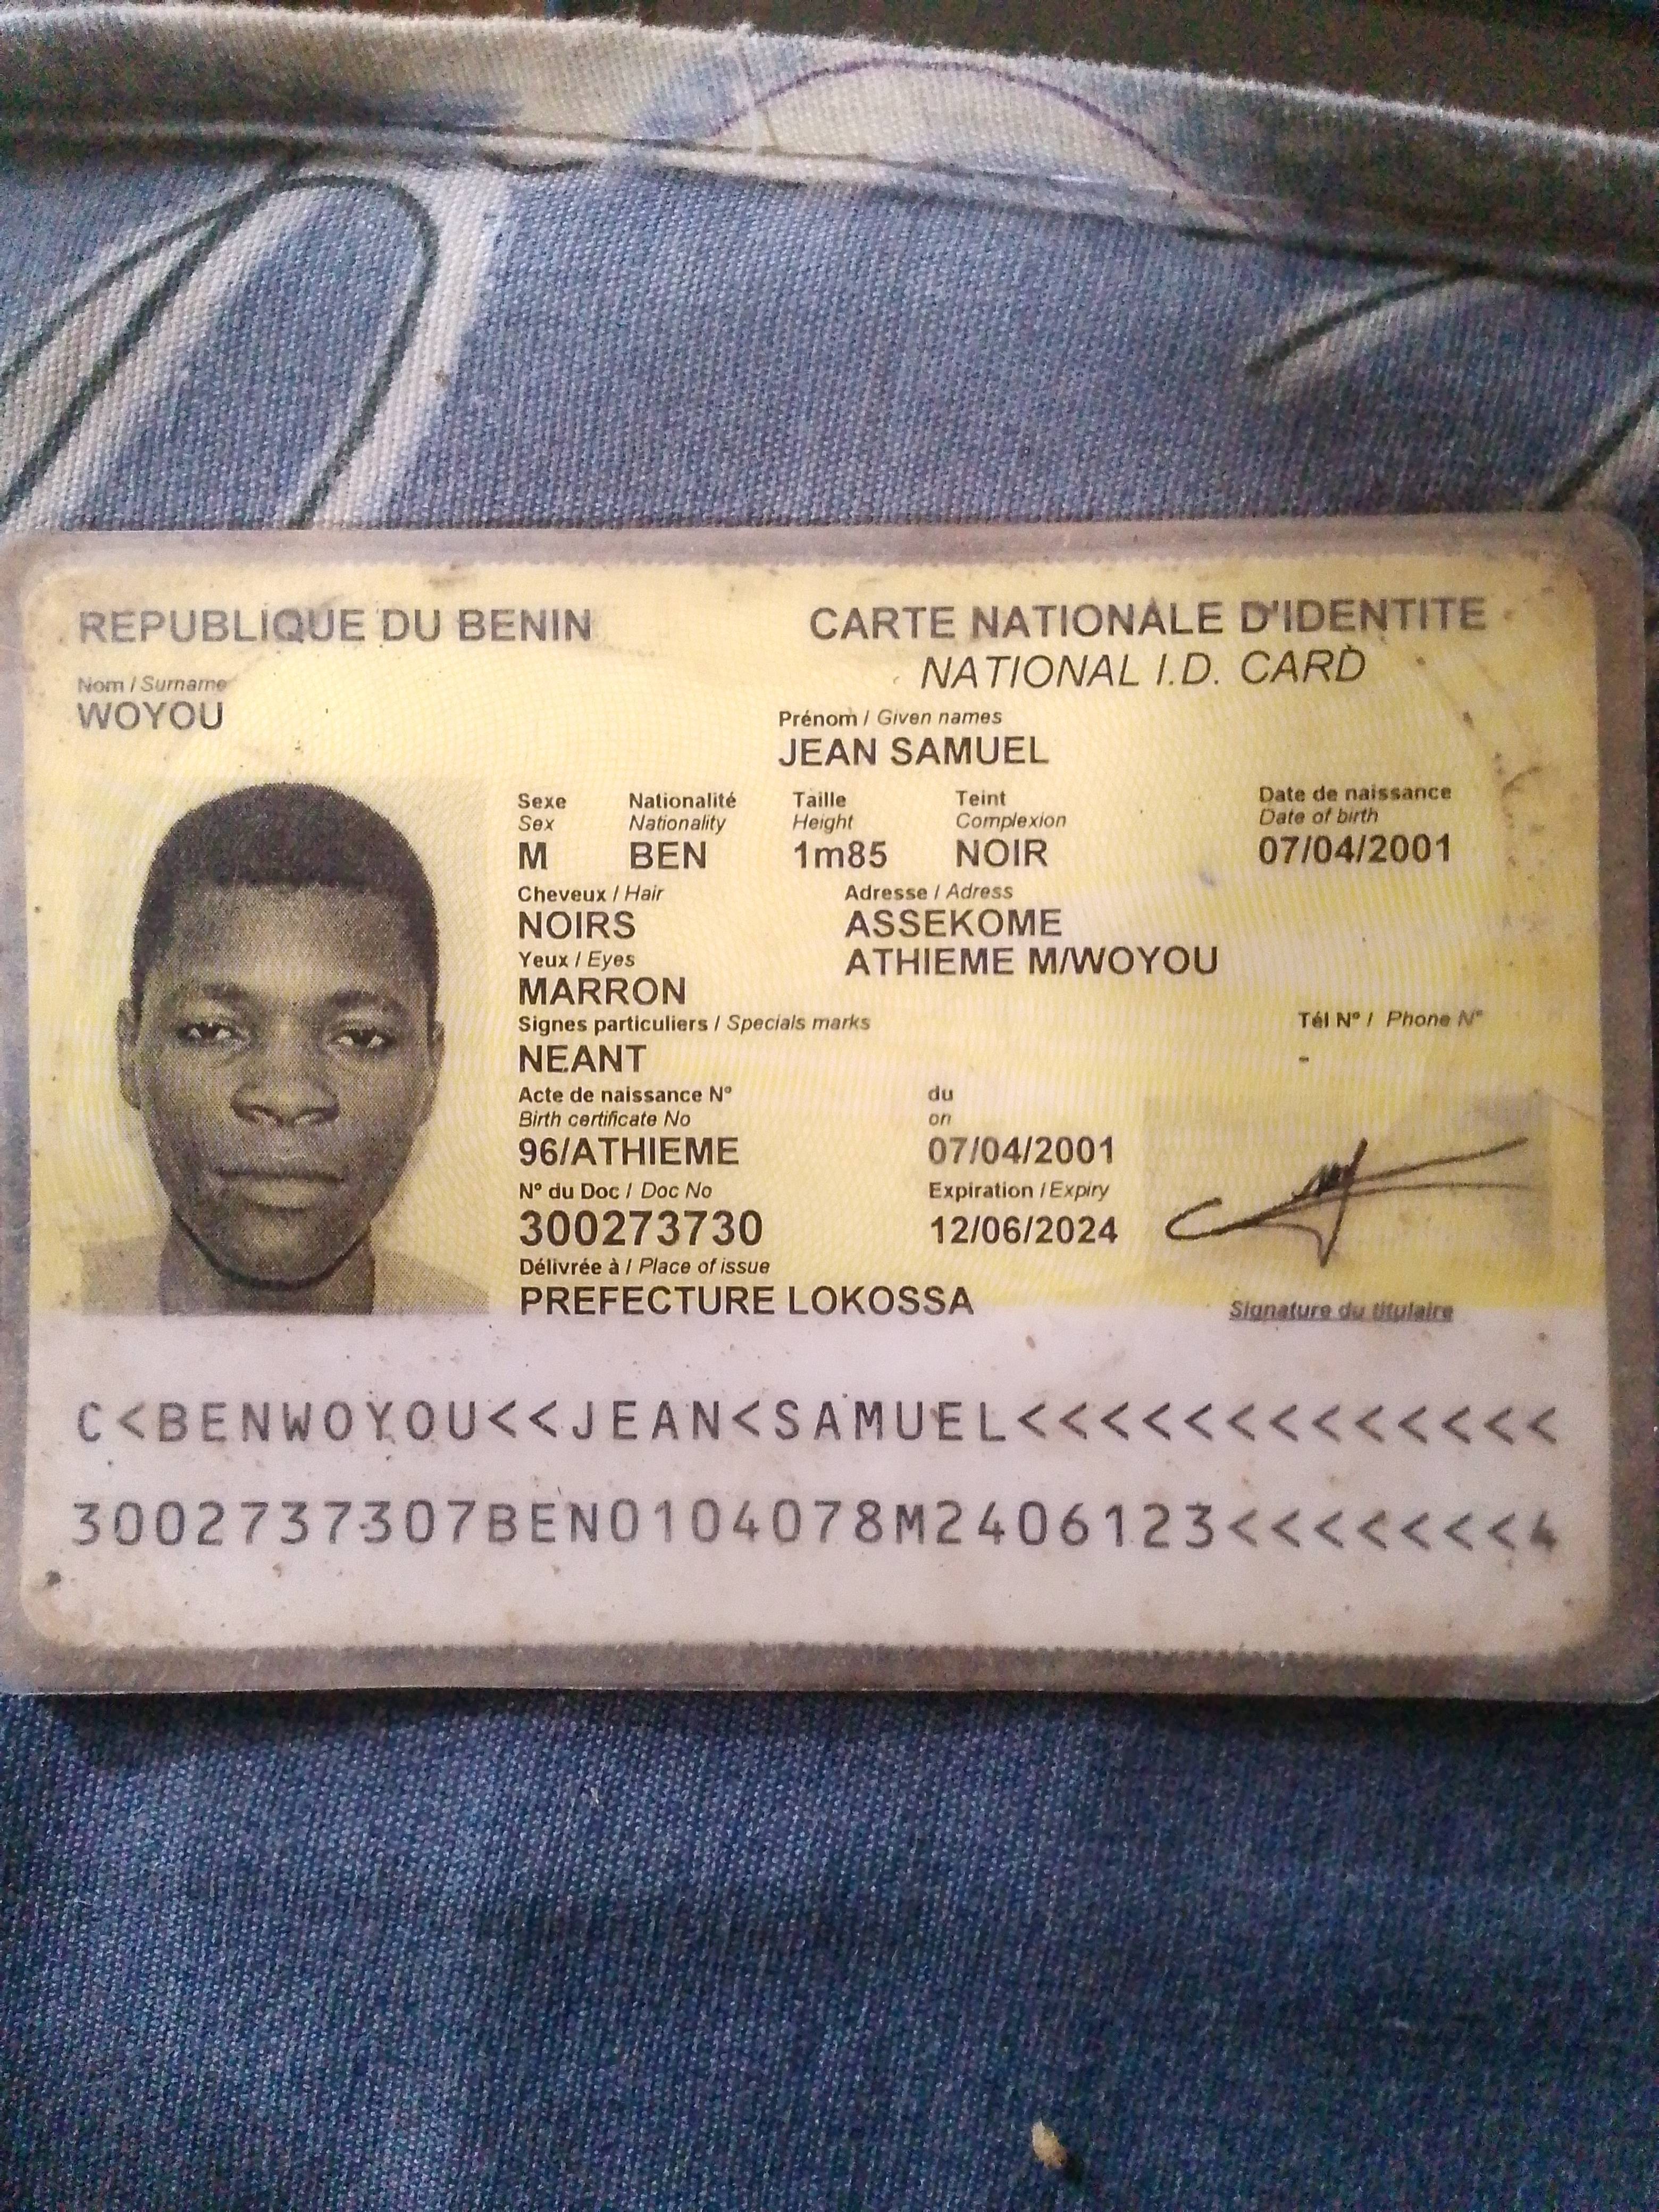 REPUBLIQUE DU BENIN
CARTE NATIONALE D'IDENTITE
NATIONAL I.D. CARD
Nom / Surname
WOYOU
Prénom / Given names
JEAN SAMUEL
Sexe Nationalité Taille Teint Date de naissance
Sex Nationality Height Complexion Date of birth
M BEN 1m85 NOIR 07/04/2001
Cheveux / Hair Adresse / Adress
NOIRS ASSEKOME
Yeux / Eyes ATHIEME M/WOYOU
MARRON
Signes particuliers / Specials marks Tél N° / Phone N°
NEANT -
Acte de naissance N° du
Birth certificate No on
96/ATHIEME 07/04/2001
N° du Doc / Doc No Expiration / Expiry
300273730 12/06/2024
Délivrée à / Place of issue
PREFECTURE LOKOSSA
Signature du titulaire
C<BENWOYOU<<JEAN<SAMUEL<<<<<<<<<<<<<
3002737307BEN0104078M2406123<<<<<<<4